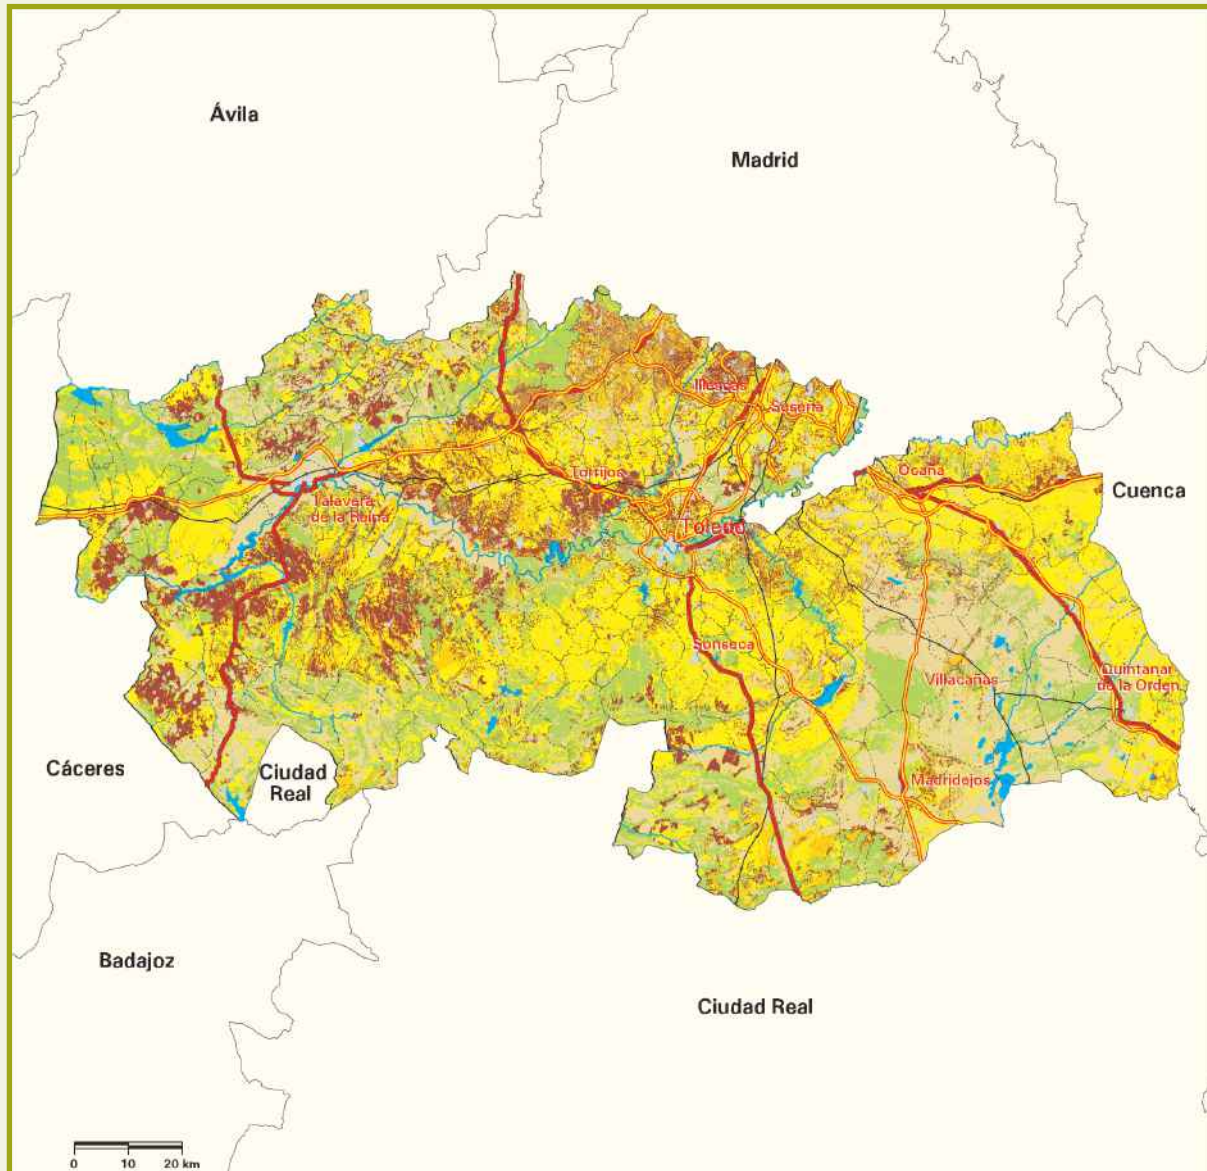 Ávila
Madrid
Illescas
Seseña
Ocaña
Cuenca
Torrijos
Talavera
de la Reina
Toledo
Sonseca
Villacañas
Quintanar
de la Orden
Cáceres
Ciudad
Real
Madridejos
Badajoz
Ciudad Real
0 10 20 km